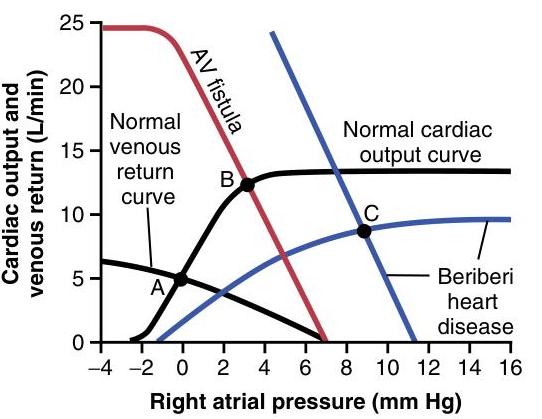 25
20
15
10
5
0
−4
−2
0
2
4
6
8
10
12
14
16
Cardiac output and
venous return (L/min)
Right atrial pressure (mm Hg)
AV fistula
Normal
venous
return
curve
Normal cardiac
output curve
A
B
C
Beriberi
heart
disease